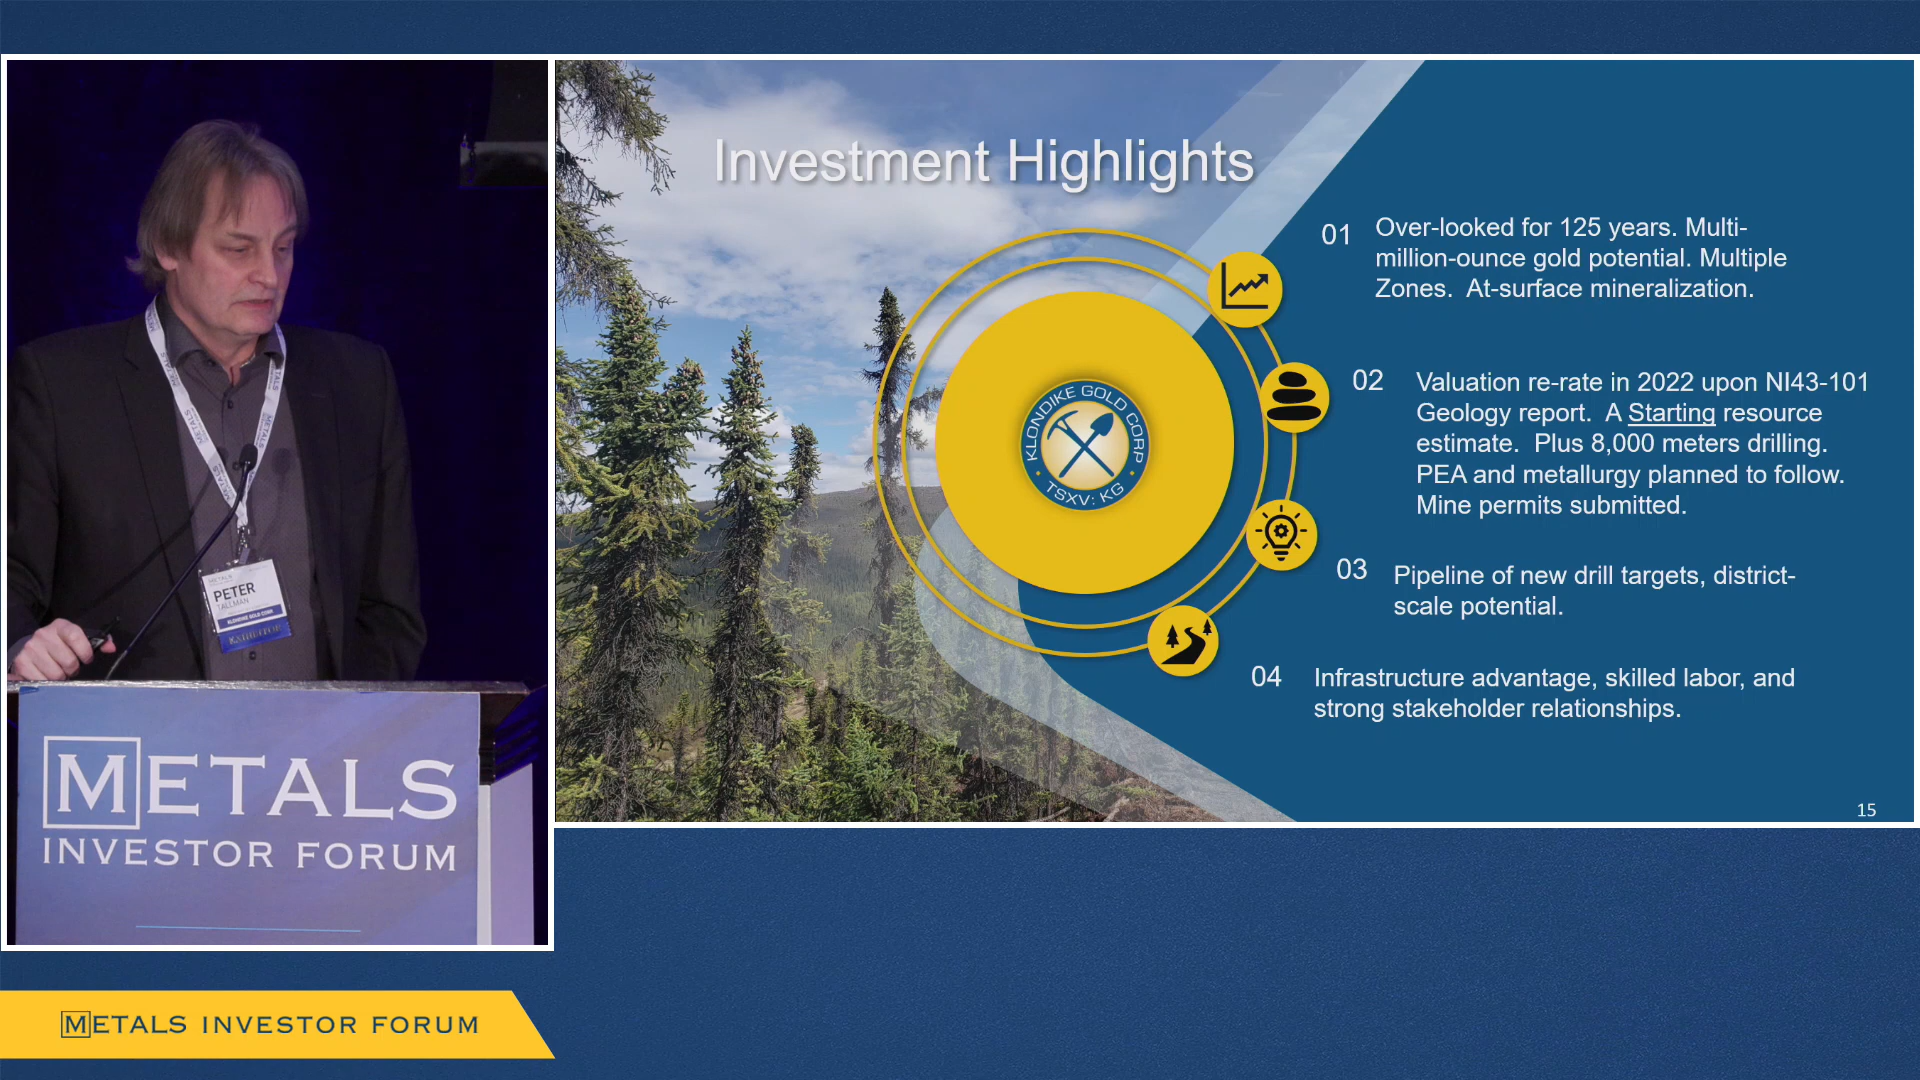 Investment Highlights
01
Over-looked for 125 years. Multi-
million-ounce gold potential. Multiple
Zones.  At-surface mineralization.
02
Valuation re-rate in 2022 upon NI43-101
Geology report.  A Starting resource
estimate.  Plus 8,000 meters drilling.
PEA and metallurgy planned to follow.
Mine permits submitted.
03
Pipeline of new drill targets, district-
scale potential.
04
Infrastructure advantage, skilled labor, and
strong stakeholder relationships.
15
KLONDIKE GOLD CORP
TSXV: KG
METALS
PETER
TALLMAN
KLONDIKE GOLD CORP.
EXHIBITOR
METALS
INVESTOR FORUM
METALS INVESTOR FORUM